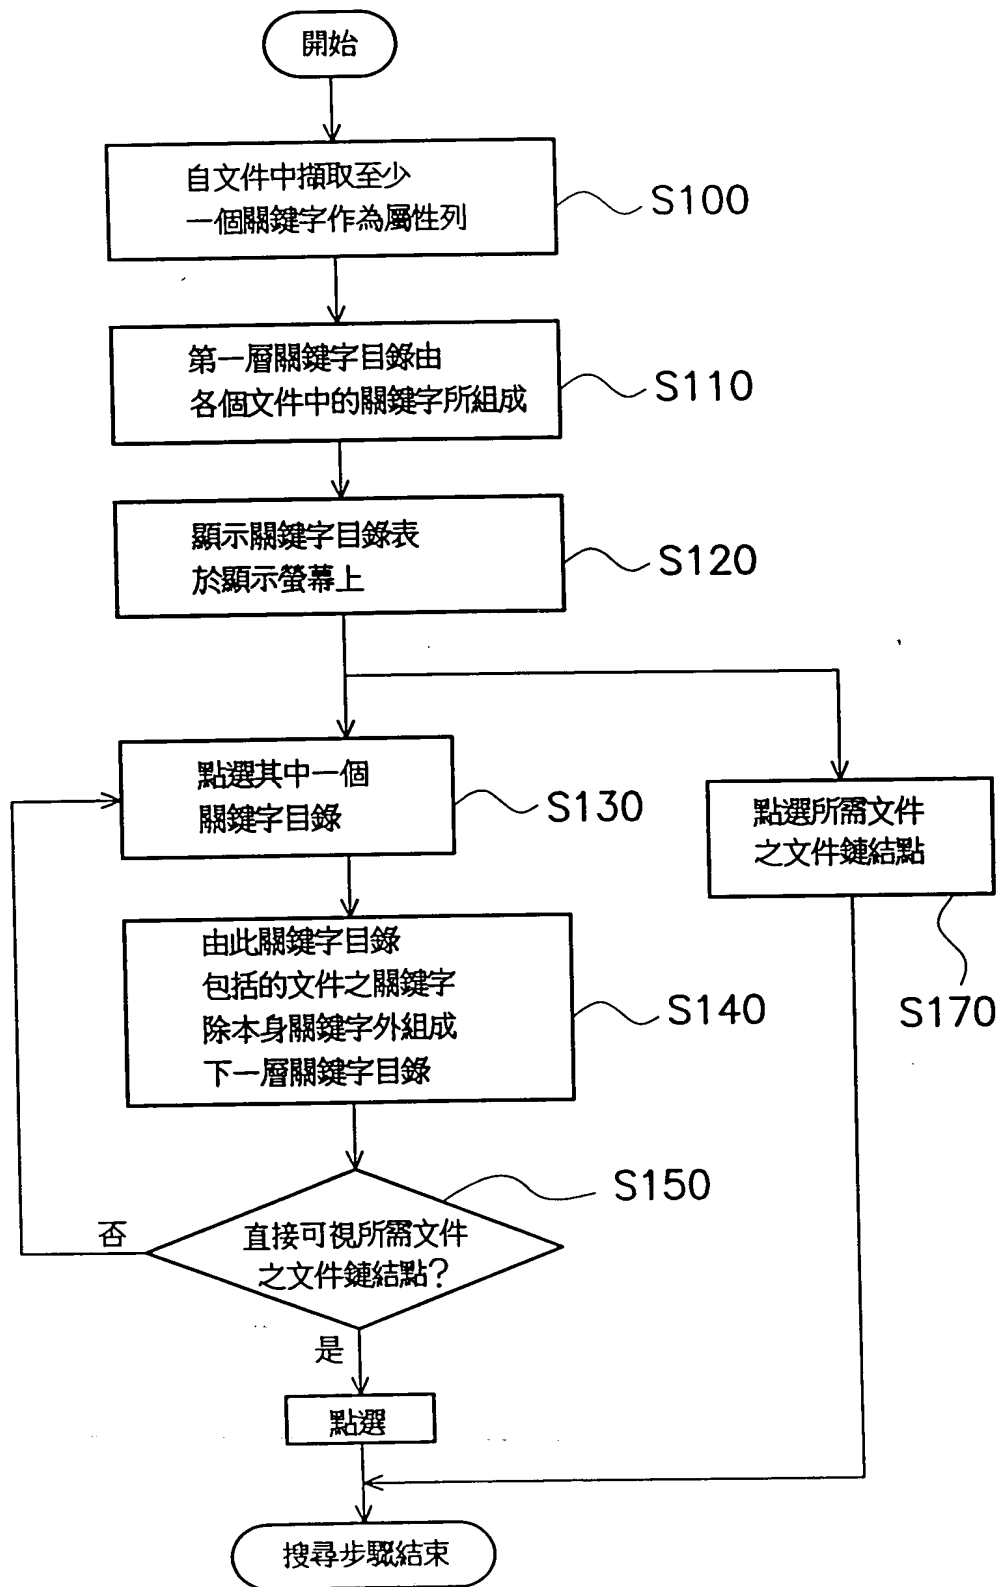 開始
自文件中擷取至少
一個關鍵字作為屬性列
S100
第一層關鍵字目錄由
各個文件中的關鍵字所組成
S110
顯示關鍵字目錄表
於顯示螢幕上
S120
點選其中一個
關鍵字目錄
S130
點選所需文件
之文件鏈結點
S170
由此關鍵字目錄
包括的文件之關鍵字
除本身關鍵字外組成
下一層關鍵字目錄
S140
直接可視所需文件
之文件鏈結點?
S150
否
是
點選
搜尋步驟結束